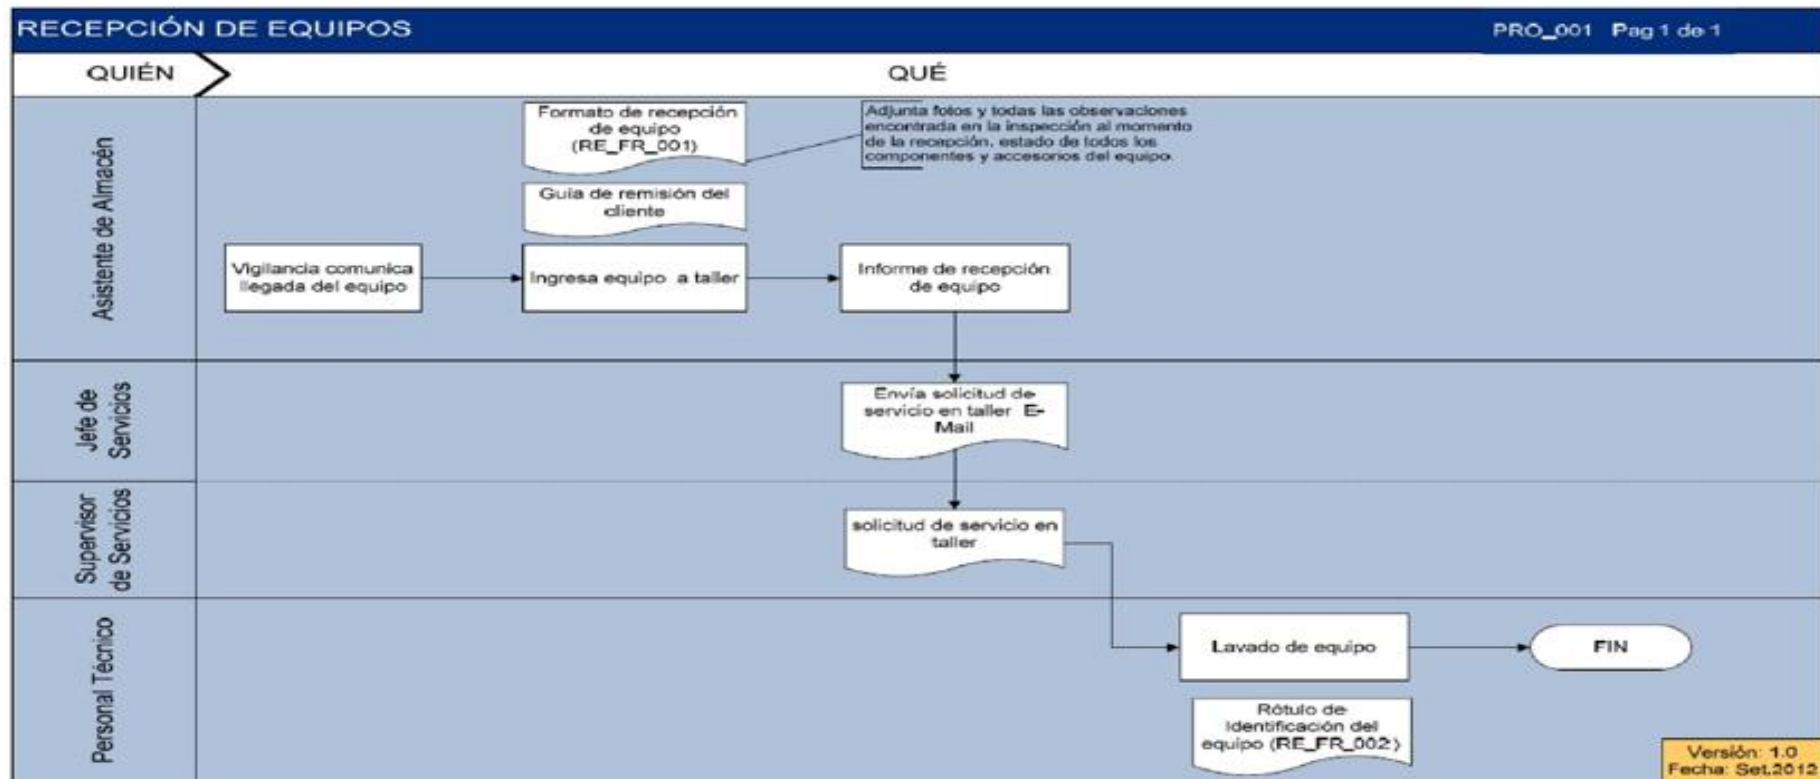 RECEPCIÓN DE EQUIPOS
PRO_001 Pag 1 de 1
QUIÉN
QUÉ
Asistente de Almacén
Formato de recepción
de equipo
(RE_FR_001)
Adjunta fotos y todas las observaciones
encontrada en la inspección al momento
de la recepción, estado de todos los
componentes y accesorios del equipo.
Guía de remisión del
cliente
Vigilancia comunica
llegada del equipo
Ingresa equipo a taller
Informe de recepción
de equipo
Jefe de
Servicios
Envía solicitud de
servicio en taller E-
Mail
Supervisor
de Servicios
solicitud de servicio en
taller
Personal Técnico
Lavado de equipo
FIN
Rótulo de
Identificación del
equipo (RE_FR_002)
Versión: 1.0
Fecha: Set.2012